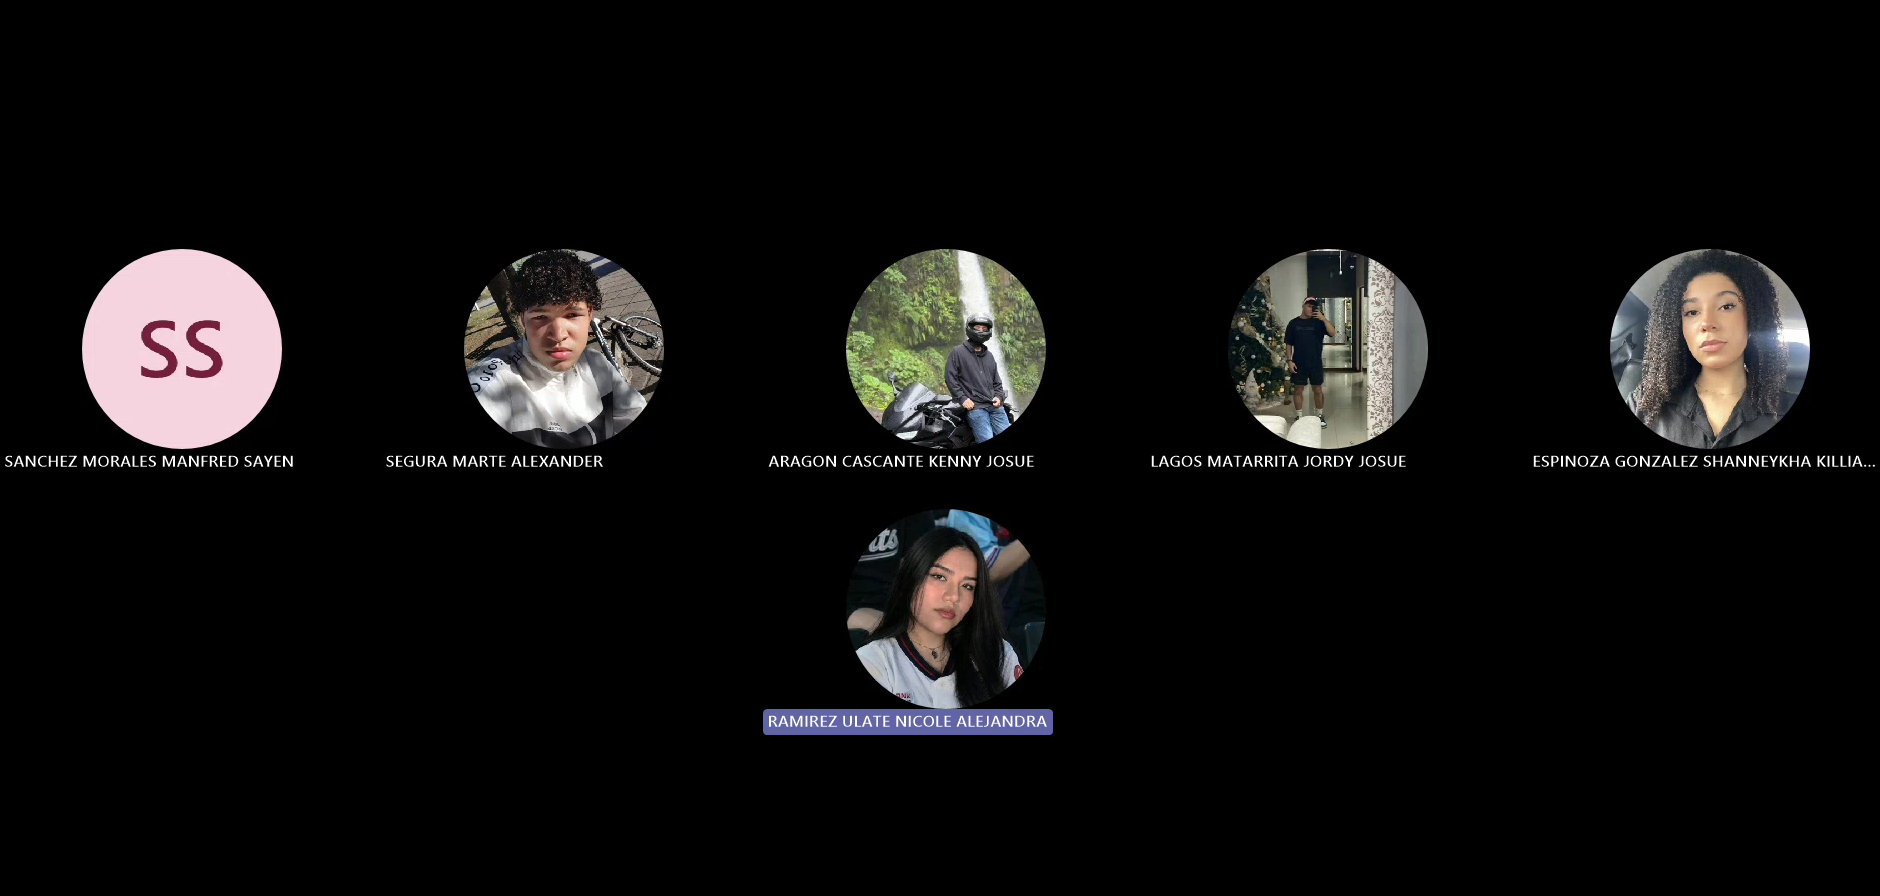 SS
SANCHEZ MORALES MANFRED SAYEN
SEGURA MARTE ALEXANDER
ARAGON CASCANTE KENNY JOSUE
LAGOS MATARRITA JORDY JOSUE
ESPINOZA GONZALEZ SHANNEYKHA KILLIA...
RAMIREZ ULATE NICOLE ALEJANDRA